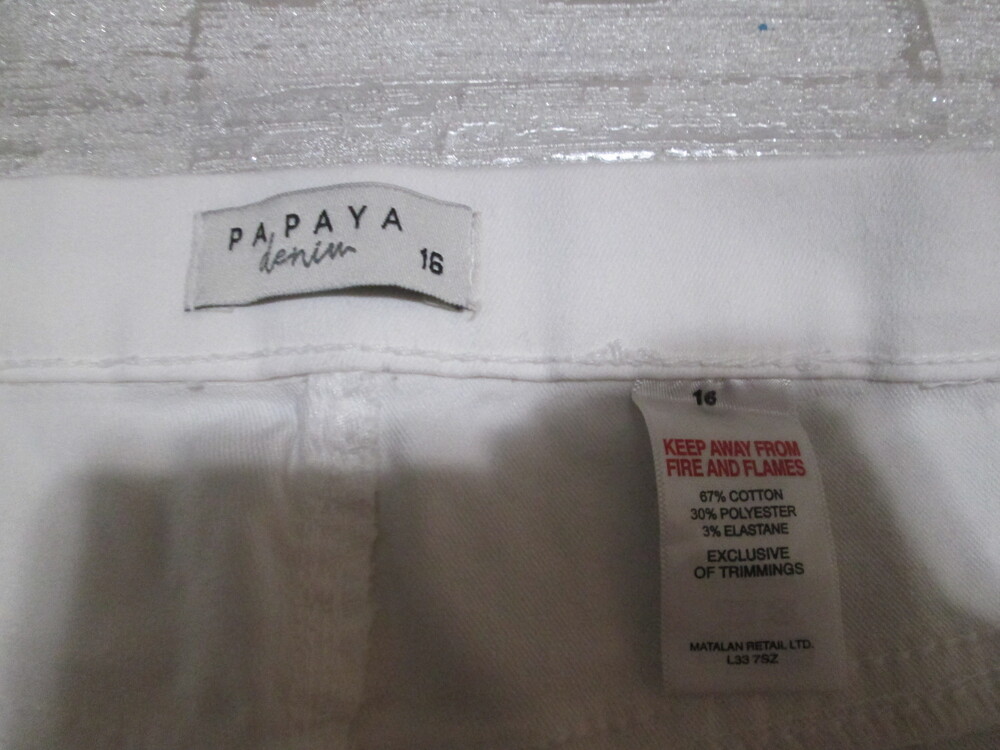 PAPAYA
denim
16
16
KEEP AWAY FROM
FIRE AND FLAMES
67% COTTON
30% POLYESTER
3% ELASTANE
EXCLUSIVE
OF TRIMMINGS
MATALAN RETAIL LTD.
L33 7SZ